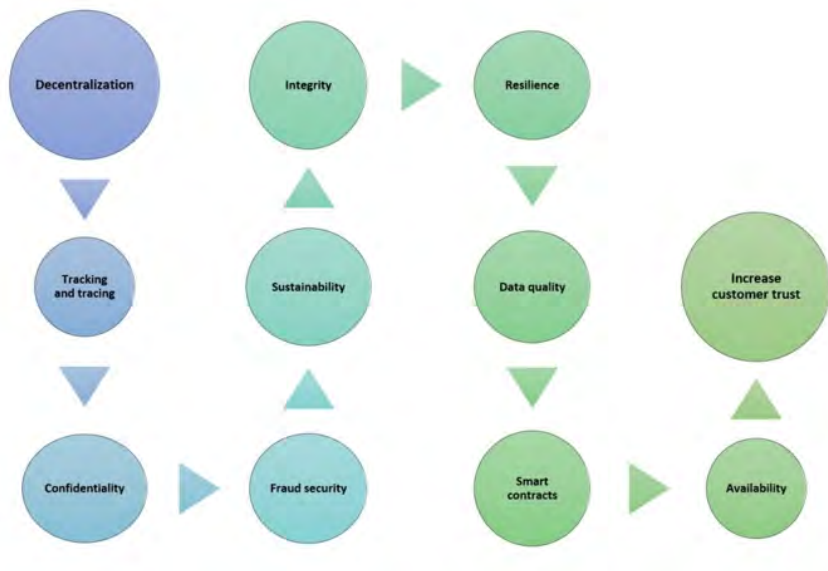 Decentralization
Tracking
and tracing
Confidentiality
Fraud security
Sustainability
Integrity
Resilience
Data quality
Smart
contracts
Availability
Increase
customer trust